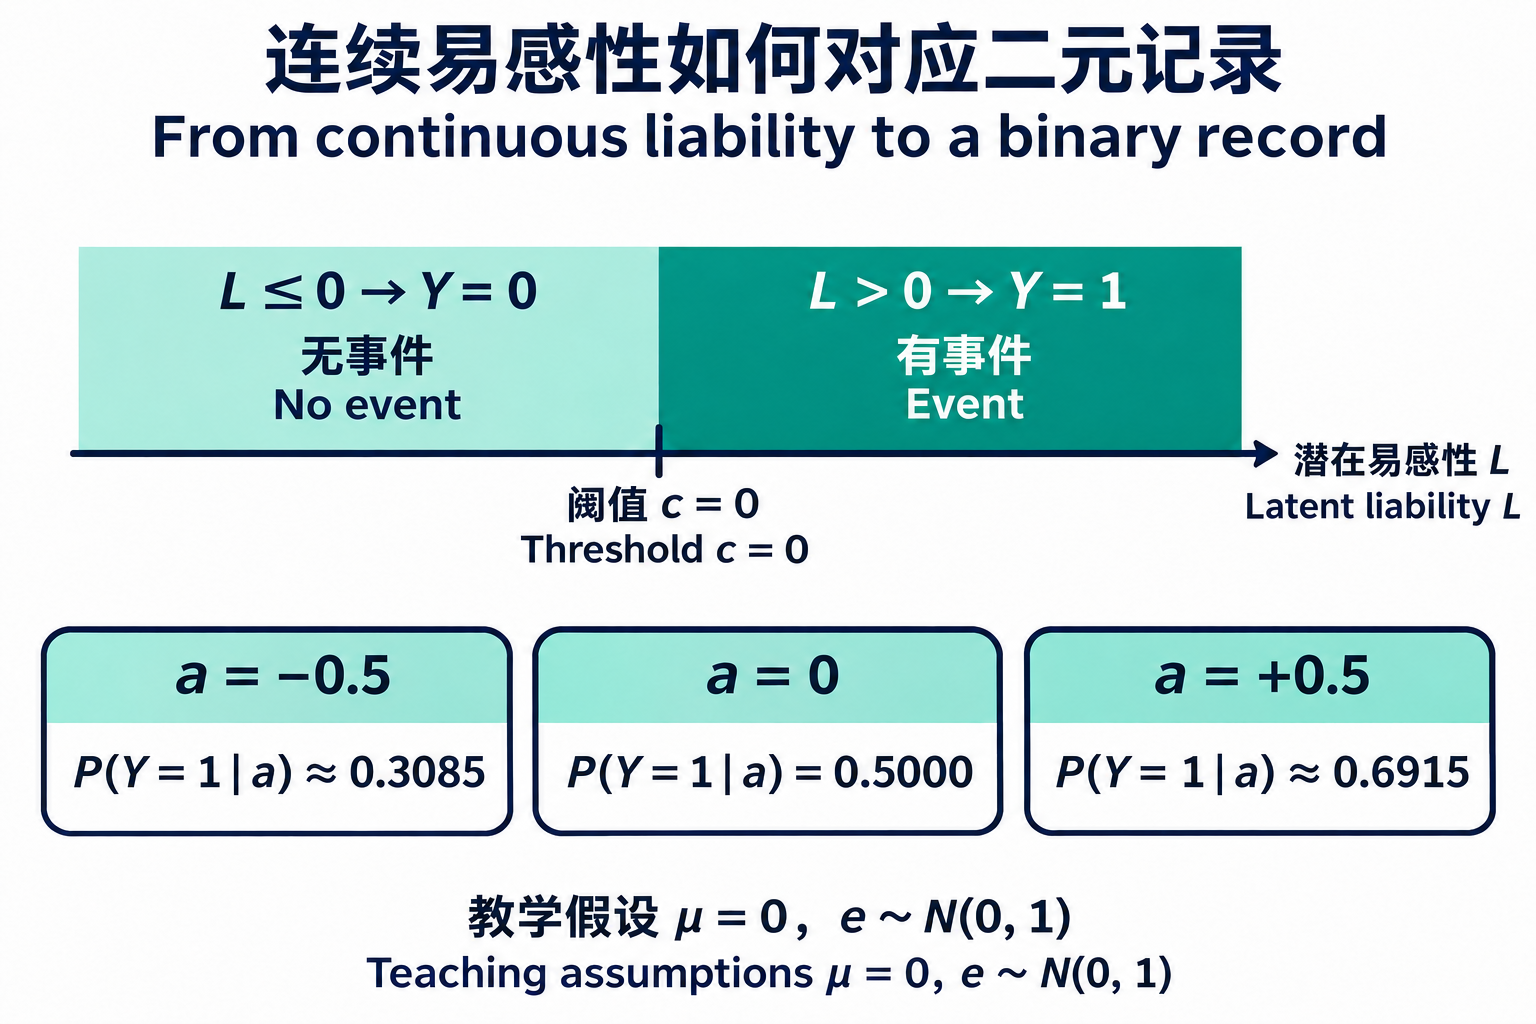 连续易感性如何对应二元记录
From continuous liability to a binary record
L ≤ 0 → Y = 0
无事件
No event
L > 0 → Y = 1
有事件
Event
潜在易感性 L
Latent liability L
阈值 c = 0
Threshold c = 0
a = −0.5
P(Y = 1 | a) ≈ 0.3085
a = 0
P(Y = 1 | a) = 0.5000
a = +0.5
P(Y = 1 | a) ≈ 0.6915
教学假设 μ = 0，e ~ N(0, 1)
Teaching assumptions μ = 0, e ~ N(0, 1)